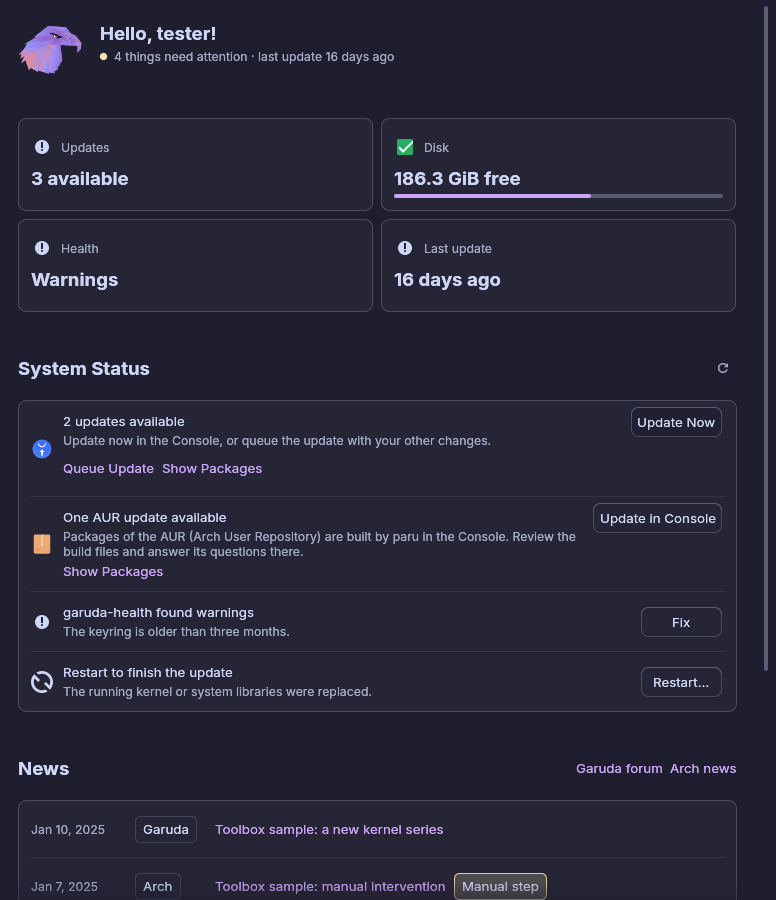 Hello, tester!
4 things need attention · last update 16 days ago
Updates
3 available
Disk
186.3 GiB free
Health
Warnings
Last update
16 days ago
System Status
2 updates available
Update now in the Console, or queue the update with your other changes.
Queue Update Show Packages
Update Now
One AUR update available
Packages of the AUR (Arch User Repository) are built by paru in the Console. Review the
build files and answer its questions there.
Show Packages
Update in Console
garuda-health found warnings
The keyring is older than three months.
Fix
Restart to finish the update
The running kernel or system libraries were replaced.
Restart...
News
Garuda forum Arch news
Jan 10, 2025 Garuda Toolbox sample: a new kernel series
Jan 7, 2025 Arch Toolbox sample: manual intervention Manual step